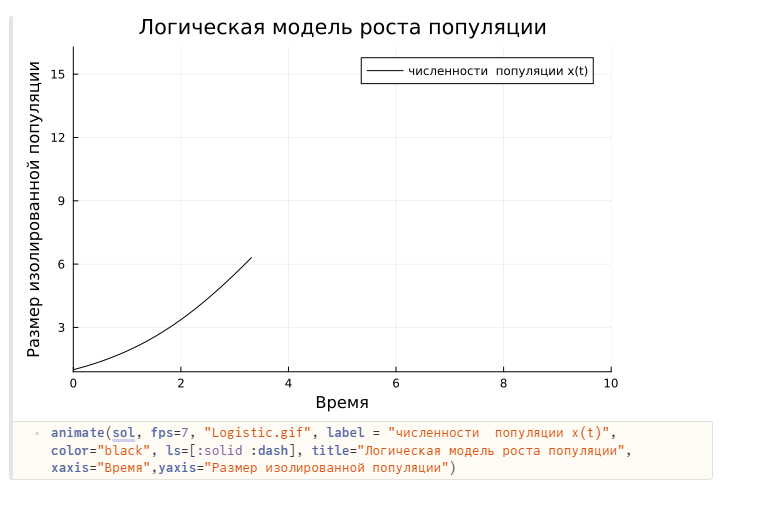 Логическая модель роста популяции
численности  популяции x(t)
Размер изолированной популяции
15
12
9
6
3
0 2 4 6 8 10
Время
animate(sol, fps=7, "Logistic.gif", label = "численности  популяции x(t)",
color="black", ls=[:solid :dash], title="Логическая модель роста популяции",
xaxis="Время",yaxis="Размер изолированной популяции")